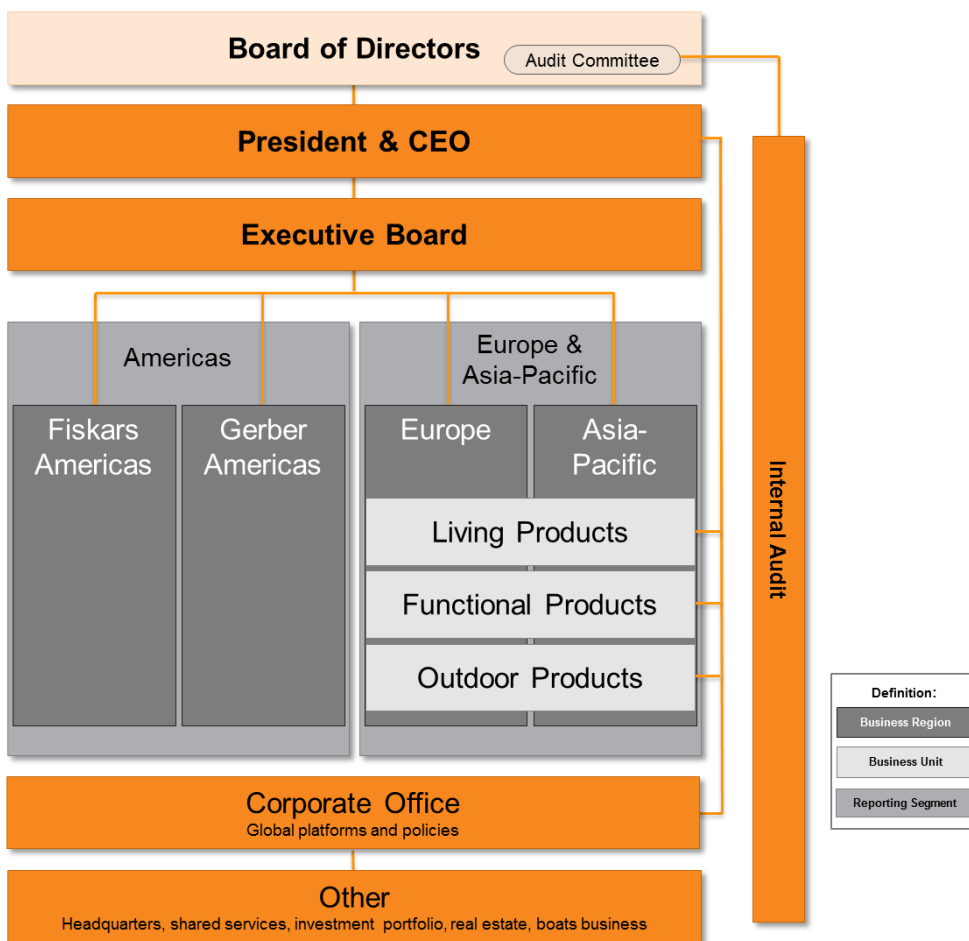 Board of Directors
Audit Committee
President & CEO
Executive Board
Americas
Europe &
Asia-Pacific
Fiskars
Americas
Gerber
Americas
Europe
Asia-
Pacific
Living Products
Functional Products
Outdoor Products
Internal Audit
Definition:
Business Region
Business Unit
Reporting Segment
Corporate Office
Global platforms and policies
Other
Headquarters, shared services, investment portfolio, real estate, boats business